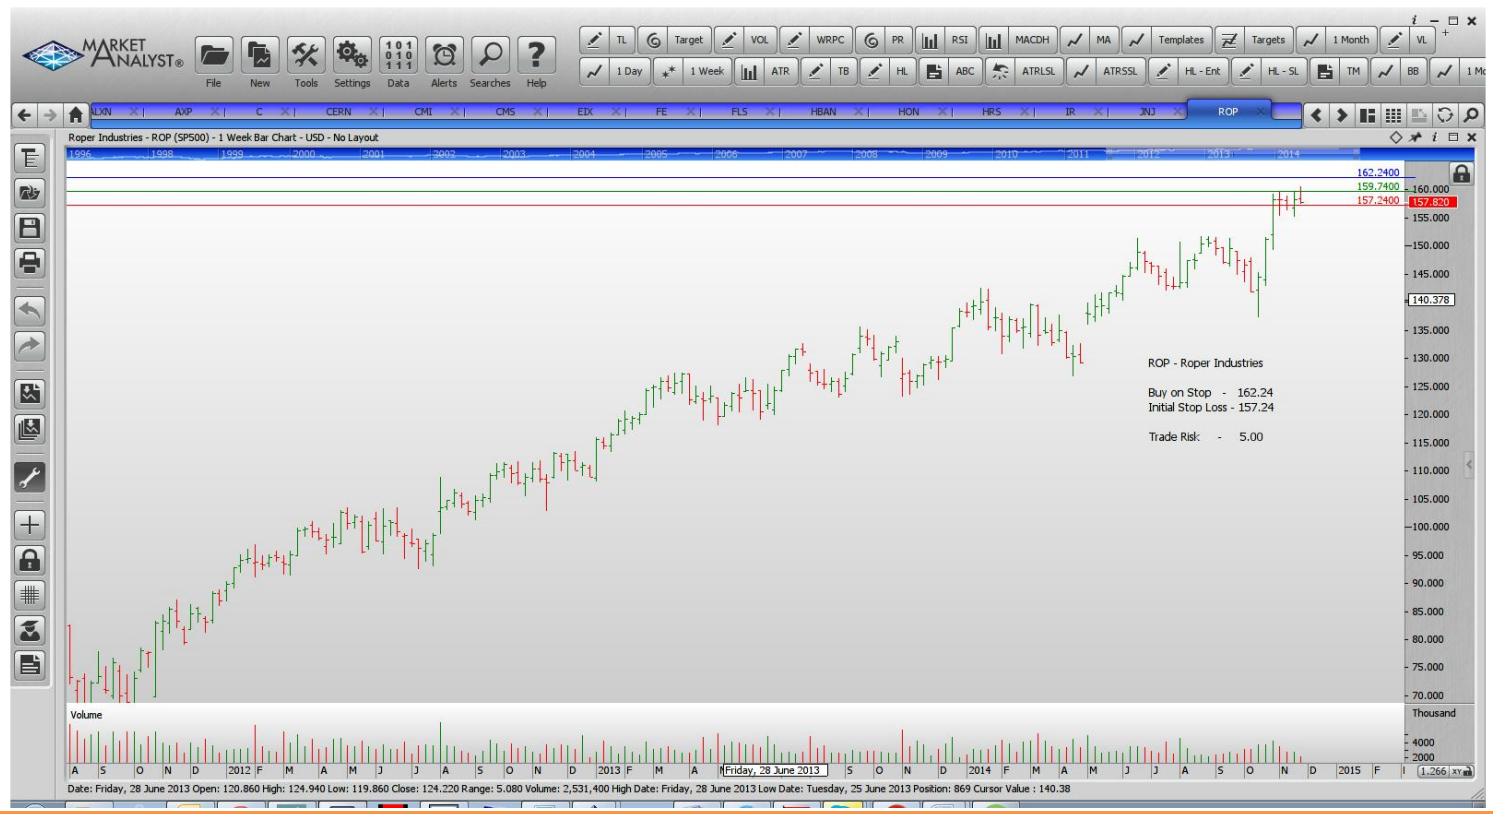 MARKET
ANALYST®
File
New
Tools
Settings
101
010
111
Data
Alerts
Searches
?
Help
TL
Target
VOL
WRPC
PR
RSI
MACDH
MA
Templates
Targets
1 Month
VL
1 Day
1 Week
ATR
TB
HL
ABC
ATRLSL
ATRSSL
HL - Ent
HL - SL
TM
BB
AXP
C
CERN
CMI
CMS
EIX
FE
FLS
HBAN
HON
HRS
IR
JNJ
ROP
Roper Industries - ROP (SP500) - 1 Week Bar Chart - USD - No Layout
1996 1998 1999 2000 2001 2002 2003 2004 2005 2006 2007 2008 2009 2010 2011 2012 2013 2014
162.2400
159.7400
157.2400
160.000
157.820
155.000
150.000
145.000
140.378
135.000
130.000
125.000
120.000
115.000
110.000
105.000
100.000
95.000
90.000
85.000
80.000
75.000
70.000
ROP - Roper Industries
Buy on Stop - 162.24
Initial Stop Loss - 157.24
Trade Risk - 5.00
Volume
Thousand
4000
2000
A S O N D 2012 F M A M J J A S O N D 2013 F M A Friday, 28 June 2013 S O N D 2014 F M A M J J A S O N D 2015 F
1.266 XY
Date: Friday, 28 June 2013 Open: 120.860 High: 124.940 Low: 119.860 Close: 124.220 Range: 5.080 Volume: 2,531,400 High Date: Friday, 28 June 2013 Low Date: Tuesday, 25 June 2013 Position: 869 Cursor Value : 140.38